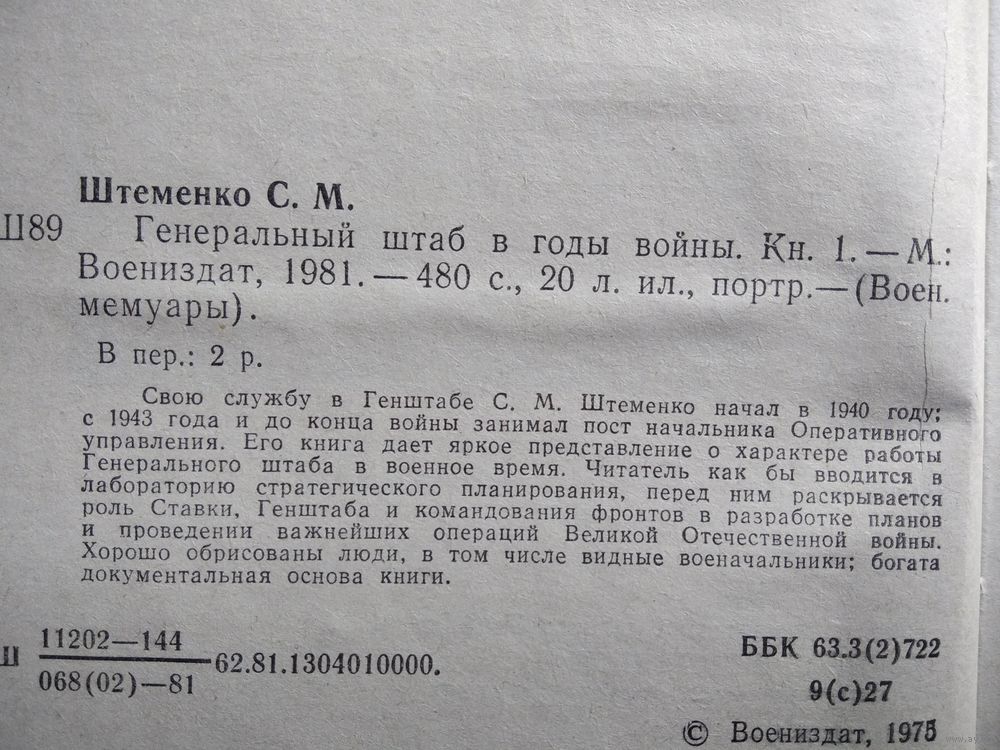 Штеменко С. М.
Ш89 Генеральный штаб в годы войны. Кн. 1. — М.:
Воениздат, 1981. — 480 с., 20 л. ил., портр. — (Воен.
мемуары).
В пер.: 2 р.
Свою службу в Генштабе С. М. Штеменко начал в 1940 году;
с 1943 года и до конца войны занимал пост начальника Оперативного
управления. Его книга дает яркое представление о характере работы
Генерального штаба в военное время. Читатель как бы вводится в
лабораторию стратегического планирования, перед ним раскрывается
роль Ставки, Генштаба и командования фронтов в разработке планов
и проведении важнейших операций Великой Отечественной войны.
Хорошо обрисованы люди, в том числе видные военачальники; богата
документальная основа книги.
Ш 11202—144
068(02)—81 62.81.1304010000.
ББК 63.3(2)722
9(с)27
© Воениздат, 1975